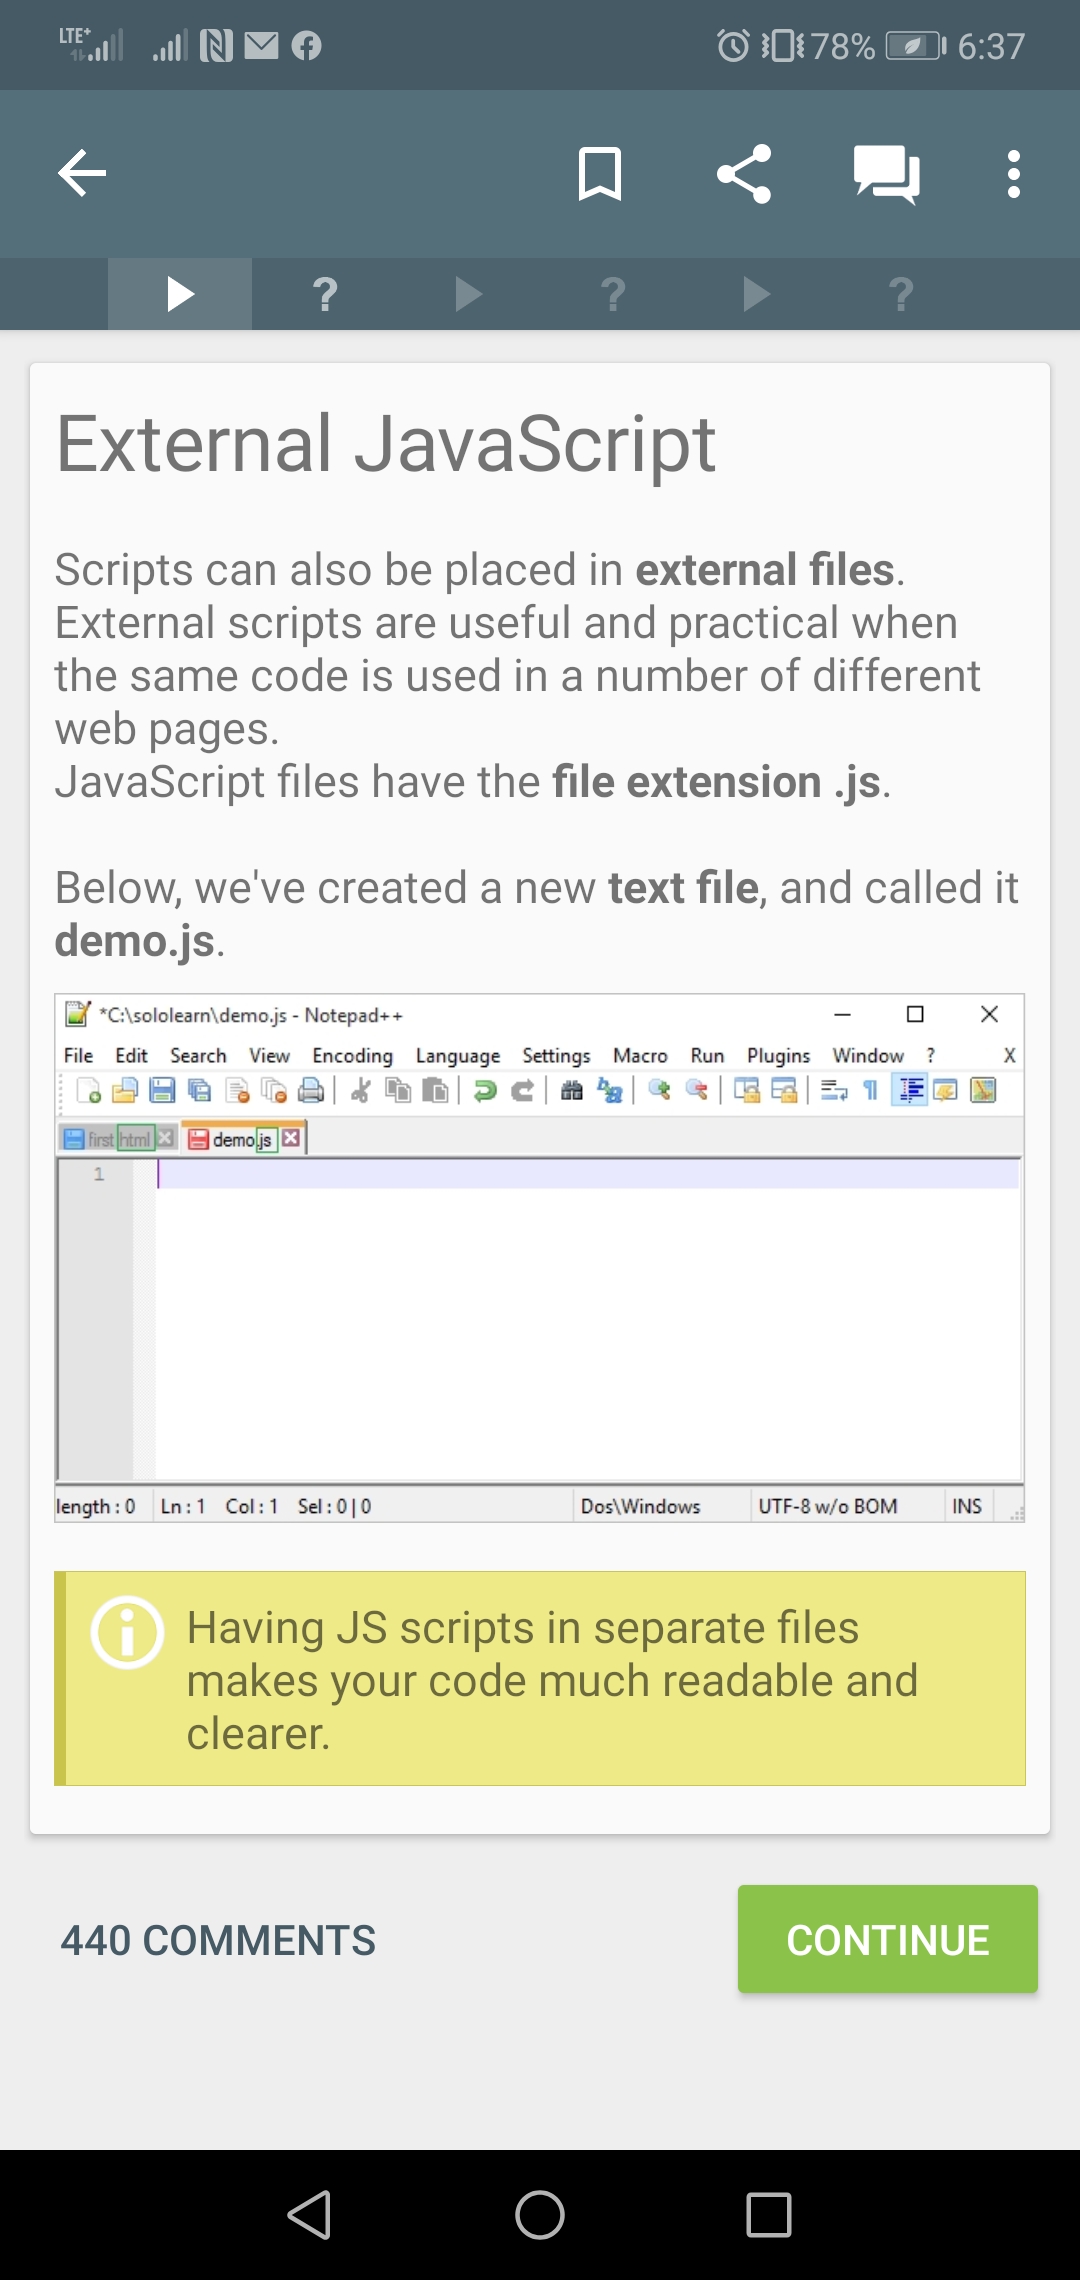 LTE+ 78% 6:37
? ? ?
External JavaScript
Scripts can also be placed in external files.
External scripts are useful and practical when
the same code is used in a number of different
web pages.
JavaScript files have the file extension .js.
Below, we've created a new text file, and called it
demo.js.
*C:\sololearn\demo.js - Notepad++
File Edit Search View Encoding Language Settings Macro Run Plugins Window ? X
first html demo.js
1
length : 0 Ln : 1 Col : 1 Sel : 0 | 0 Dos\Windows UTF-8 w/o BOM INS
Having JS scripts in separate files
makes your code much readable and
clearer.
440 COMMENTS CONTINUE